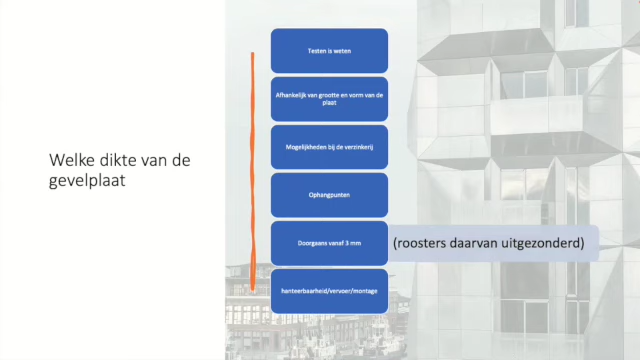 Welke dikte van de
gevelplaat
Testen is weten
Afhankelijk van grootte en vorm van de
plaat
Mogelijkheden bij de verzinkerij
Ophangpunten
Doorgaans vanaf 3 mm
(roosters daarvan uitgezonderd)
hanteerbaarheid/vervoer/montage